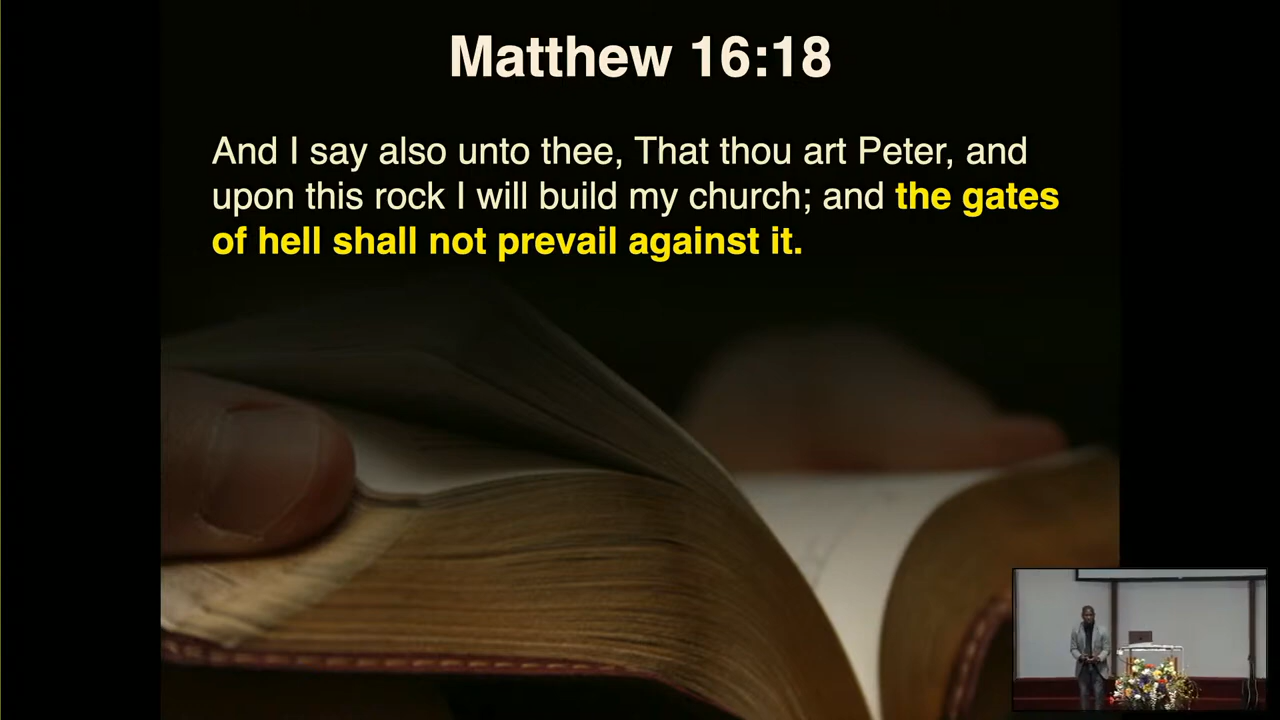 Matthew 16:18
And I say also unto thee, That thou art Peter, and
upon this rock I will build my church; and the gates
of hell shall not prevail against it.